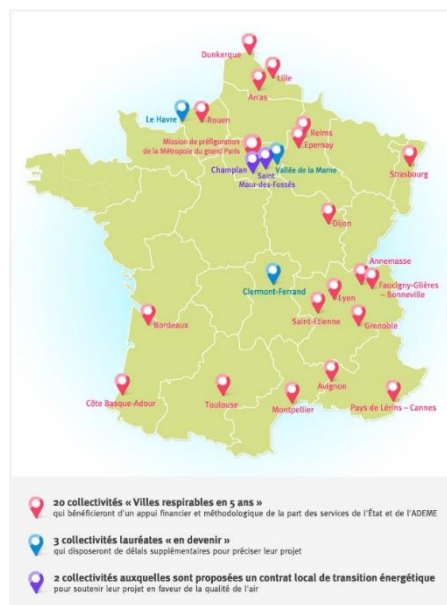 Dunkerque
Lille
Arras
Le Havre
Rouen
Reims
Epernay
Mission de préfiguration
de la Métropole du grand Paris
Vallée de la Marne
Champlan
Saint
Maur-des-Fossés
Strasbourg
Dijon
Annemasse
Faucigny-Glières
– Bonneville
Clermont-Ferrand
Lyon
Saint-Etienne
Grenoble
Bordeaux
Avignon
Côte Basque-Adour
Toulouse
Montpellier
Pays de Lérins – Cannes
20 collectivités « Villes respirables en 5 ans »
qui bénéficieront d'un appui financier et méthodologique de la part des services de l'État et de l'ADEME
3 collectivités lauréates « en devenir »
qui disposeront de délais supplémentaires pour préciser leur projet
2 collectivités auxquelles sont proposées un contrat local de transition énergétique
pour soutenir leur projet en faveur de la qualité de l'air